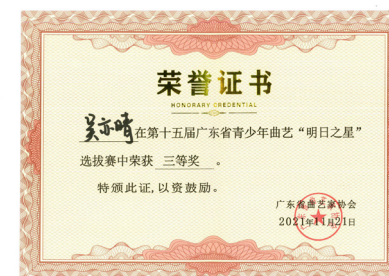 荣誉证书
HONORARY CREDENTIAL
吴亦晴在第十五届广东省青少年曲艺“明日之星”
选拔赛中荣获 三等奖 。
特颁此证,以资鼓励。
广东省曲艺家协会
2021年11月21日